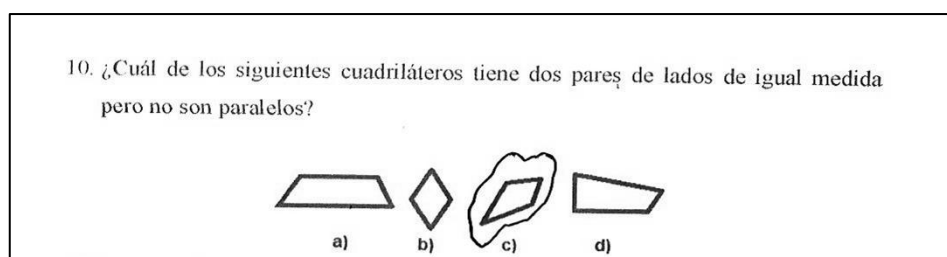 10. ¿Cuál de los siguientes cuadriláteros tiene dos pares de lados de igual medida
pero no son paralelos?
a) b) c) d)